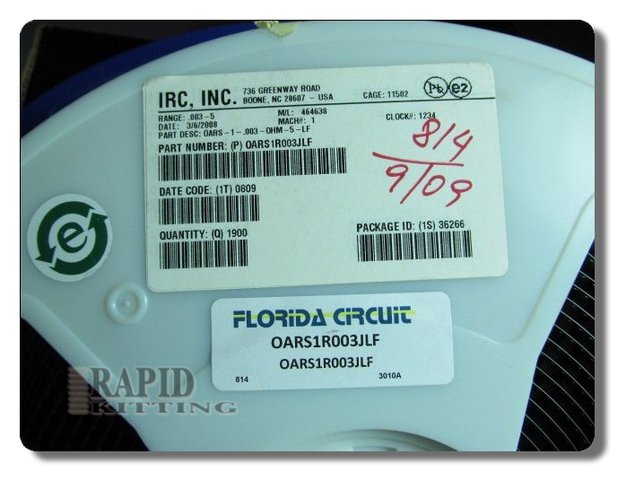 IRC, INC.
736 GREENWAY ROAD
BOONE, NC 28607 - USA
CAGE: 11502
Pb
e2
RANGE: .003-5
M/L: 464638
CLOCK#: 1234
DATE: 3/6/2008
MACH#: 1
PART DESC: OARS-1-.003-OHM-5-LF
PART NUMBER: (P) OARS1R003JLF
814
9/09
DATE CODE: (1T) 0809
QUANTITY: (Q) 1900
PACKAGE ID: (1S) 36266
e
FLORIDA CIRCUIT
OARS1R003JLF
OARS1R003JLF
814
3010A
RAPID
KITTING